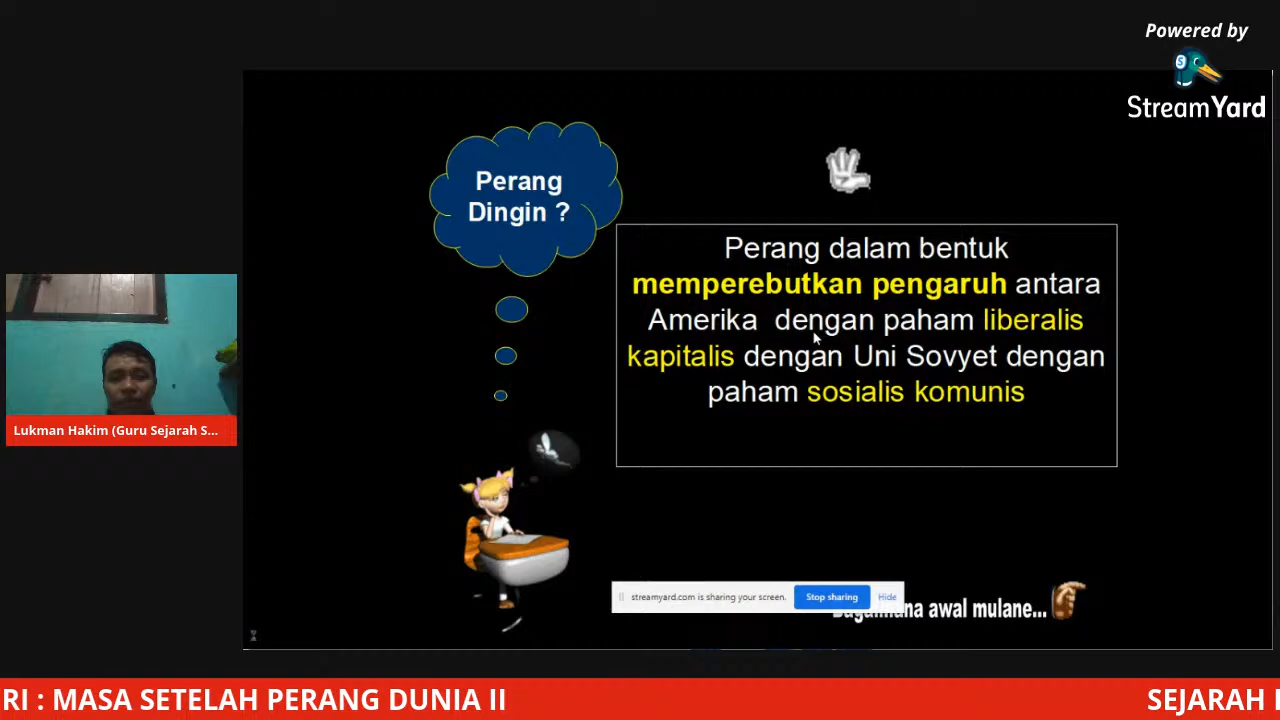 Powered by
StreamYard
Perang
Dingin ?
Perang dalam bentuk
memperebutkan pengaruh antara
Amerika dengan paham liberalis
kapitalis dengan Uni Sovyet dengan
paham sosialis komunis
Lukman Hakim (Guru Sejarah S...
streamyard.com is sharing your screen.
Stop sharing
Hide
awal mulane...
RI : MASA SETELAH PERANG DUNIA II
SEJARAH